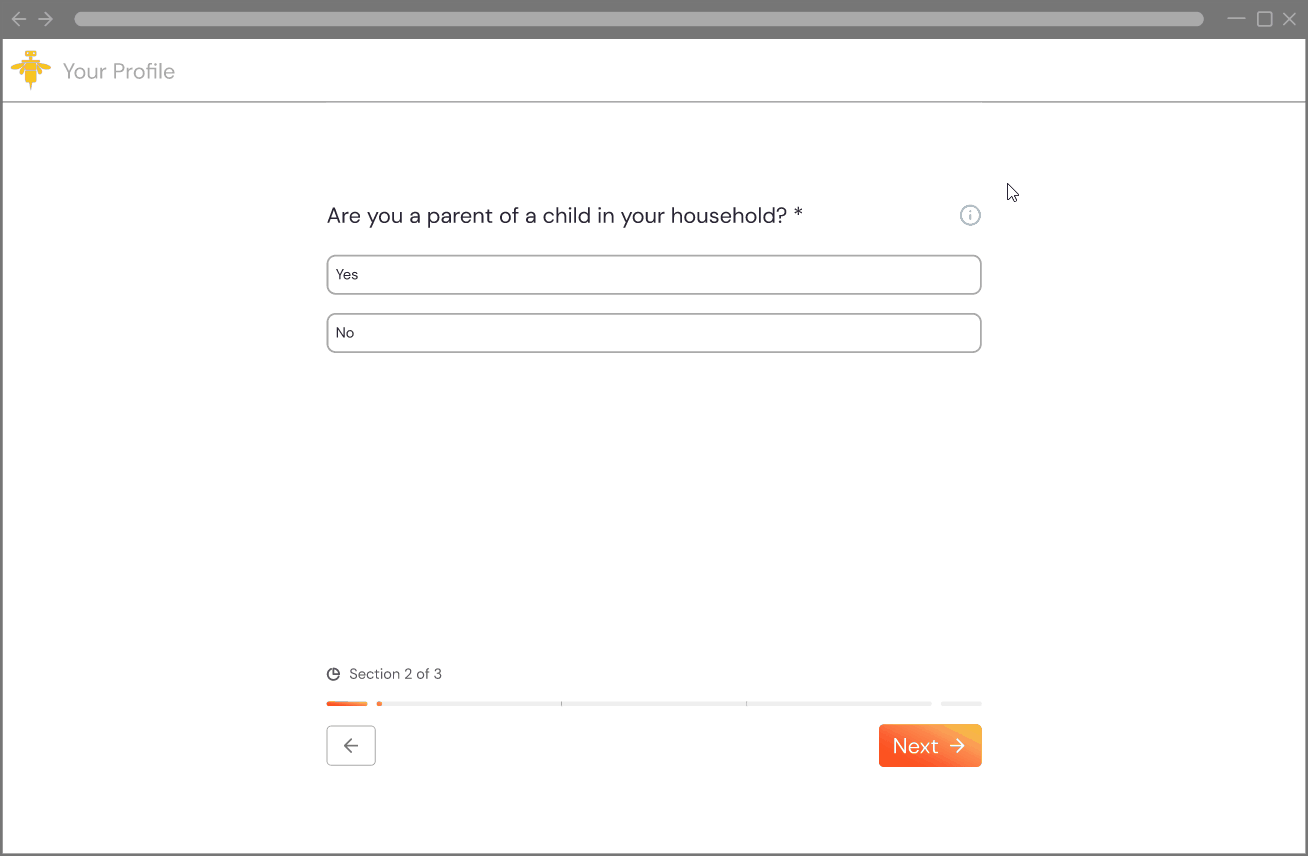 Your Profile
Are you a parent of a child in your household? *
Yes
No
Section 2 of 3
Next